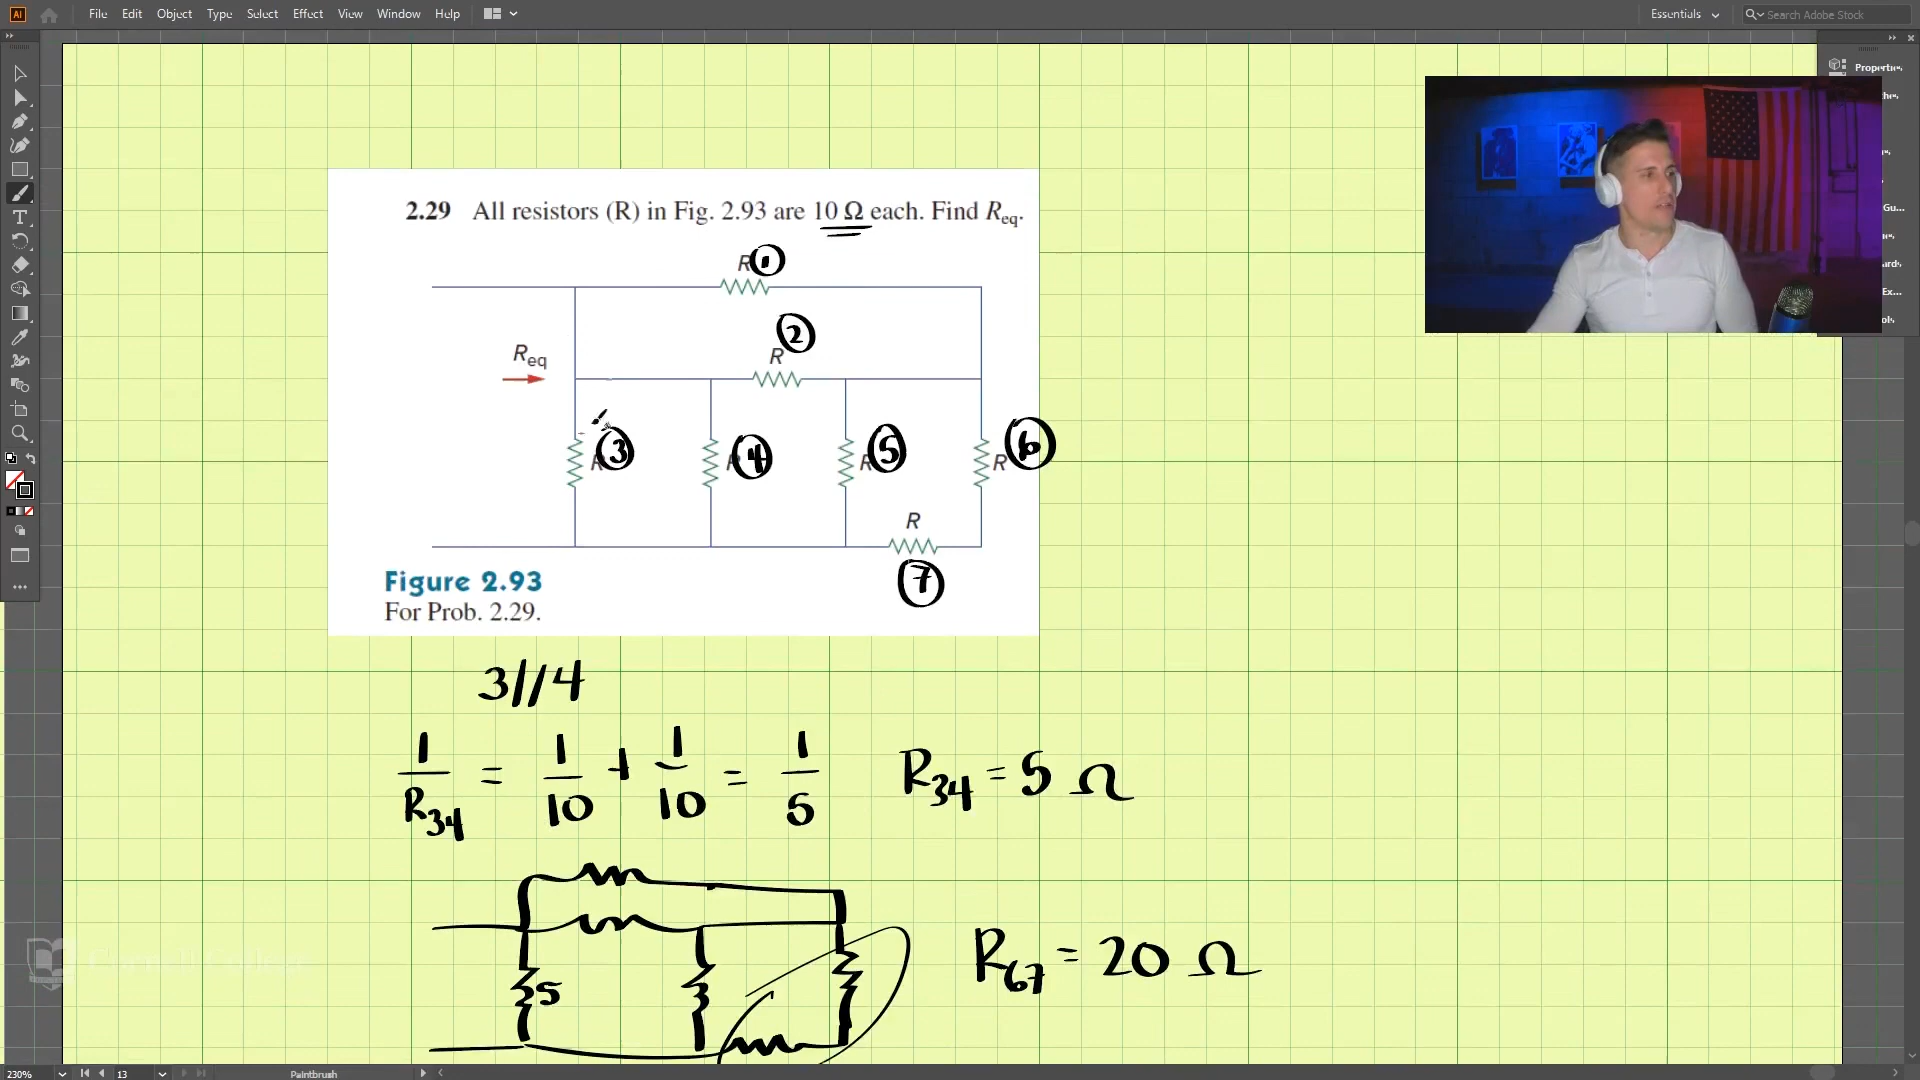 Ai File Edit Object Type Select Effect View Window Help Essentials Search Adobe Stock
Properties
2.29 All resistors (R) in Fig. 2.93 are 10 Ω each. Find Req.
R 1
2
R
Req
R 3 R 4 R 5 R 6
R
7
Figure 2.93
For Prob. 2.29.
3//4
1/R34 = 1/10 + 1/10 = 1/5 R34 = 5 Ω
R67 = 20 Ω
5
Cornell College
230% 13 Paintbrush